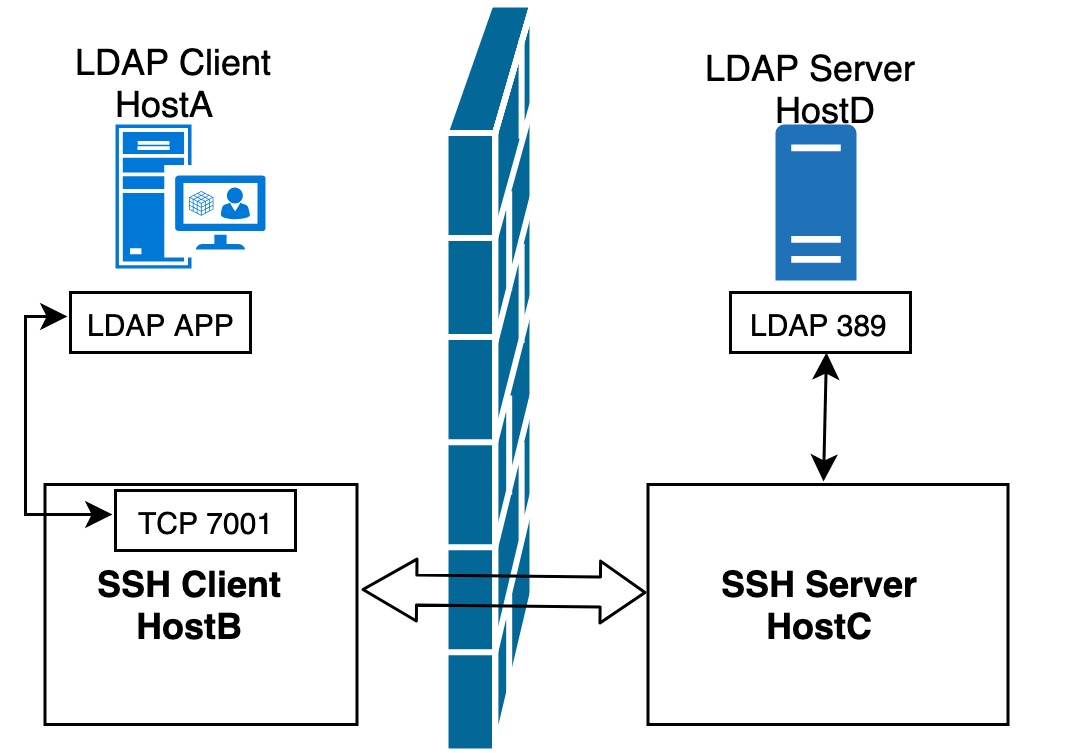 LDAP Client
HostA
LDAP Server
HostD
LDAP APP
LDAP 389
TCP 7001
SSH Client
HostB
SSH Server
HostC